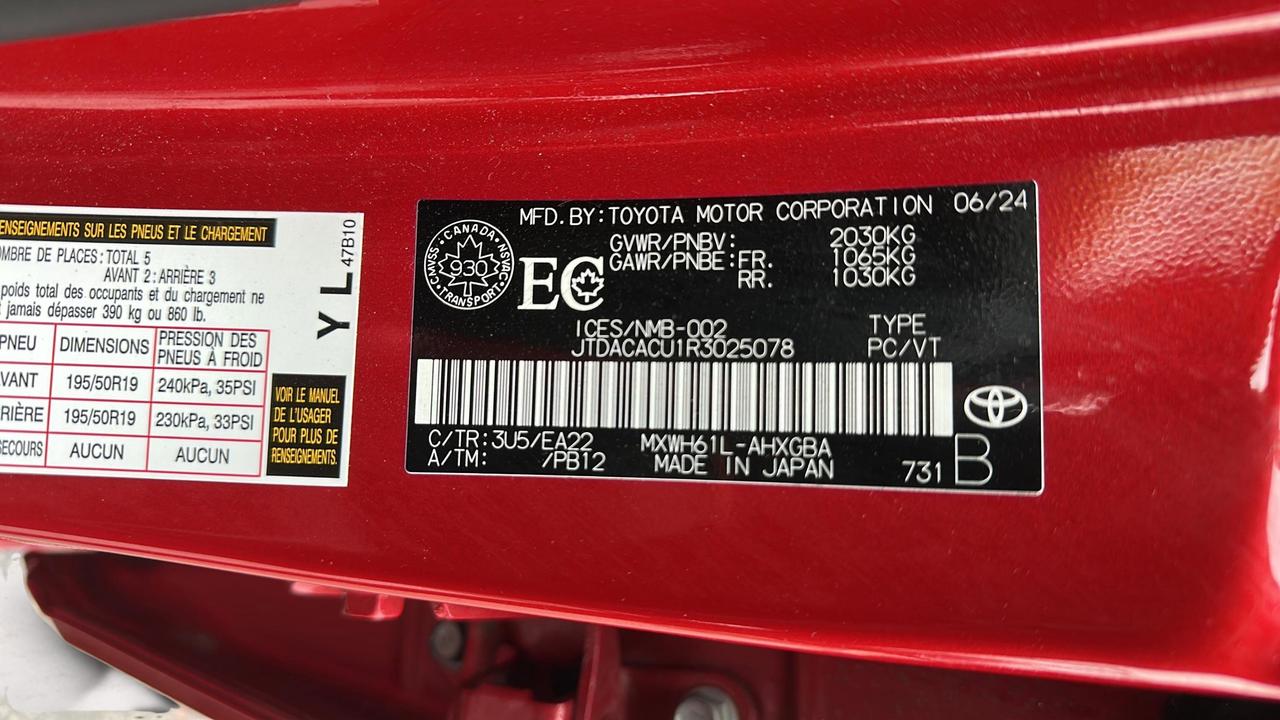 ENSEIGNEMENTS SUR LES PNEUS ET LE CHARGEMENT
MBRE DE PLACES: TOTAL 5
AVANT 2: ARRIÈRE 3
poids total des occupants et du chargement ne
jamais dépasser 390 kg ou 860 lb.
PNEU DIMENSIONS PRESSION DES PNEUS À FROID
AVANT 195/50R19 240kPa, 35PSI
RIÈRE 195/50R19 230kPa, 33PSI
SECOURS AUCUN AUCUN
47B10
YL
VOIR LE MANUEL
DE L'USAGER
POUR PLUS DE
RENSEIGNEMENTS.
MFD. BY: TOYOTA MOTOR CORPORATION 06/24
GVWR/PNBV: 2030KG
GAWR/PNBE: FR. 1065KG
RR. 1030KG
CANADA
CMVSS 930 NSVAC
TRANSPORT
EC
ICES/NMB-002 TYPE
JTDACACU1R3025078 PC/VT
C/TR: 3U5/EA22 MXWH61L-AHXGBA
A/TM: /PB12 MADE IN JAPAN 731 B